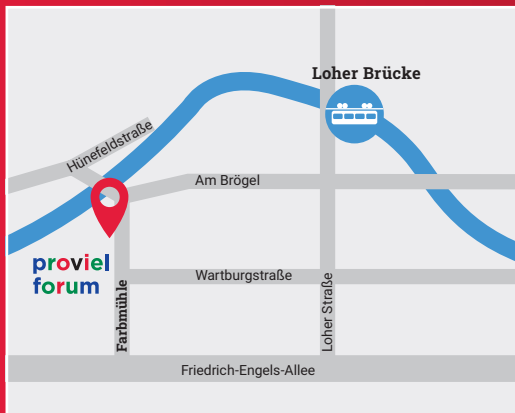 Loher Brücke
Hünefeldstraße
Am Brögel
proviel
forum
Wartburgstraße
Farbmühle
Loher Straße
Friedrich-Engels-Allee